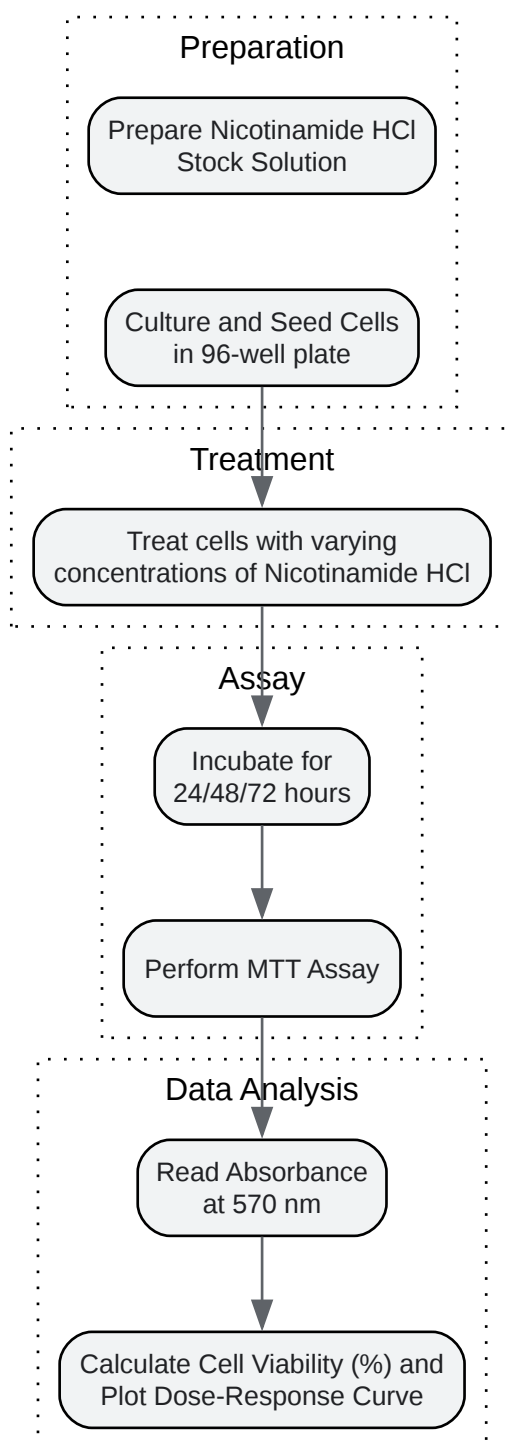 Preparation
Prepare Nicotinamide HCl
Stock Solution
Culture and Seed Cells
in 96-well plate
Treatment
Treat cells with varying
concentrations of Nicotinamide HCl
Assay
Incubate for
24/48/72 hours
Perform MTT Assay
Data Analysis
Read Absorbance
at 570 nm
Calculate Cell Viability (%) and
Plot Dose-Response Curve